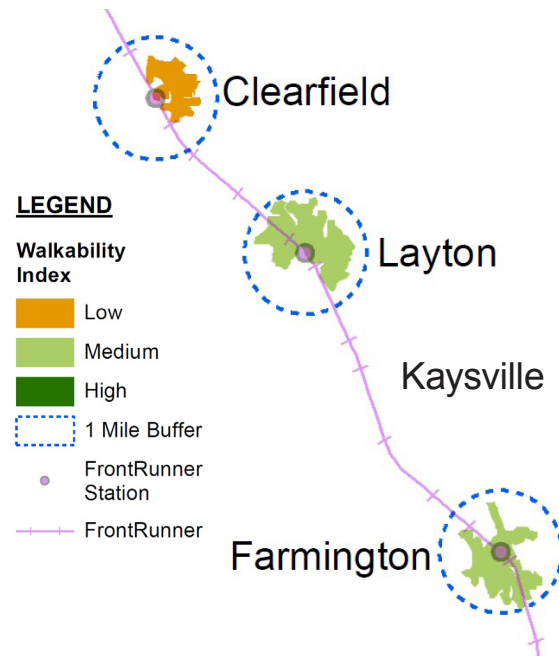 Clearfield
LEGEND
Walkability
Index
Low
Medium
High
1 Mile Buffer
FrontRunner
Station
FrontRunner
Layton
Kaysville
Farmington